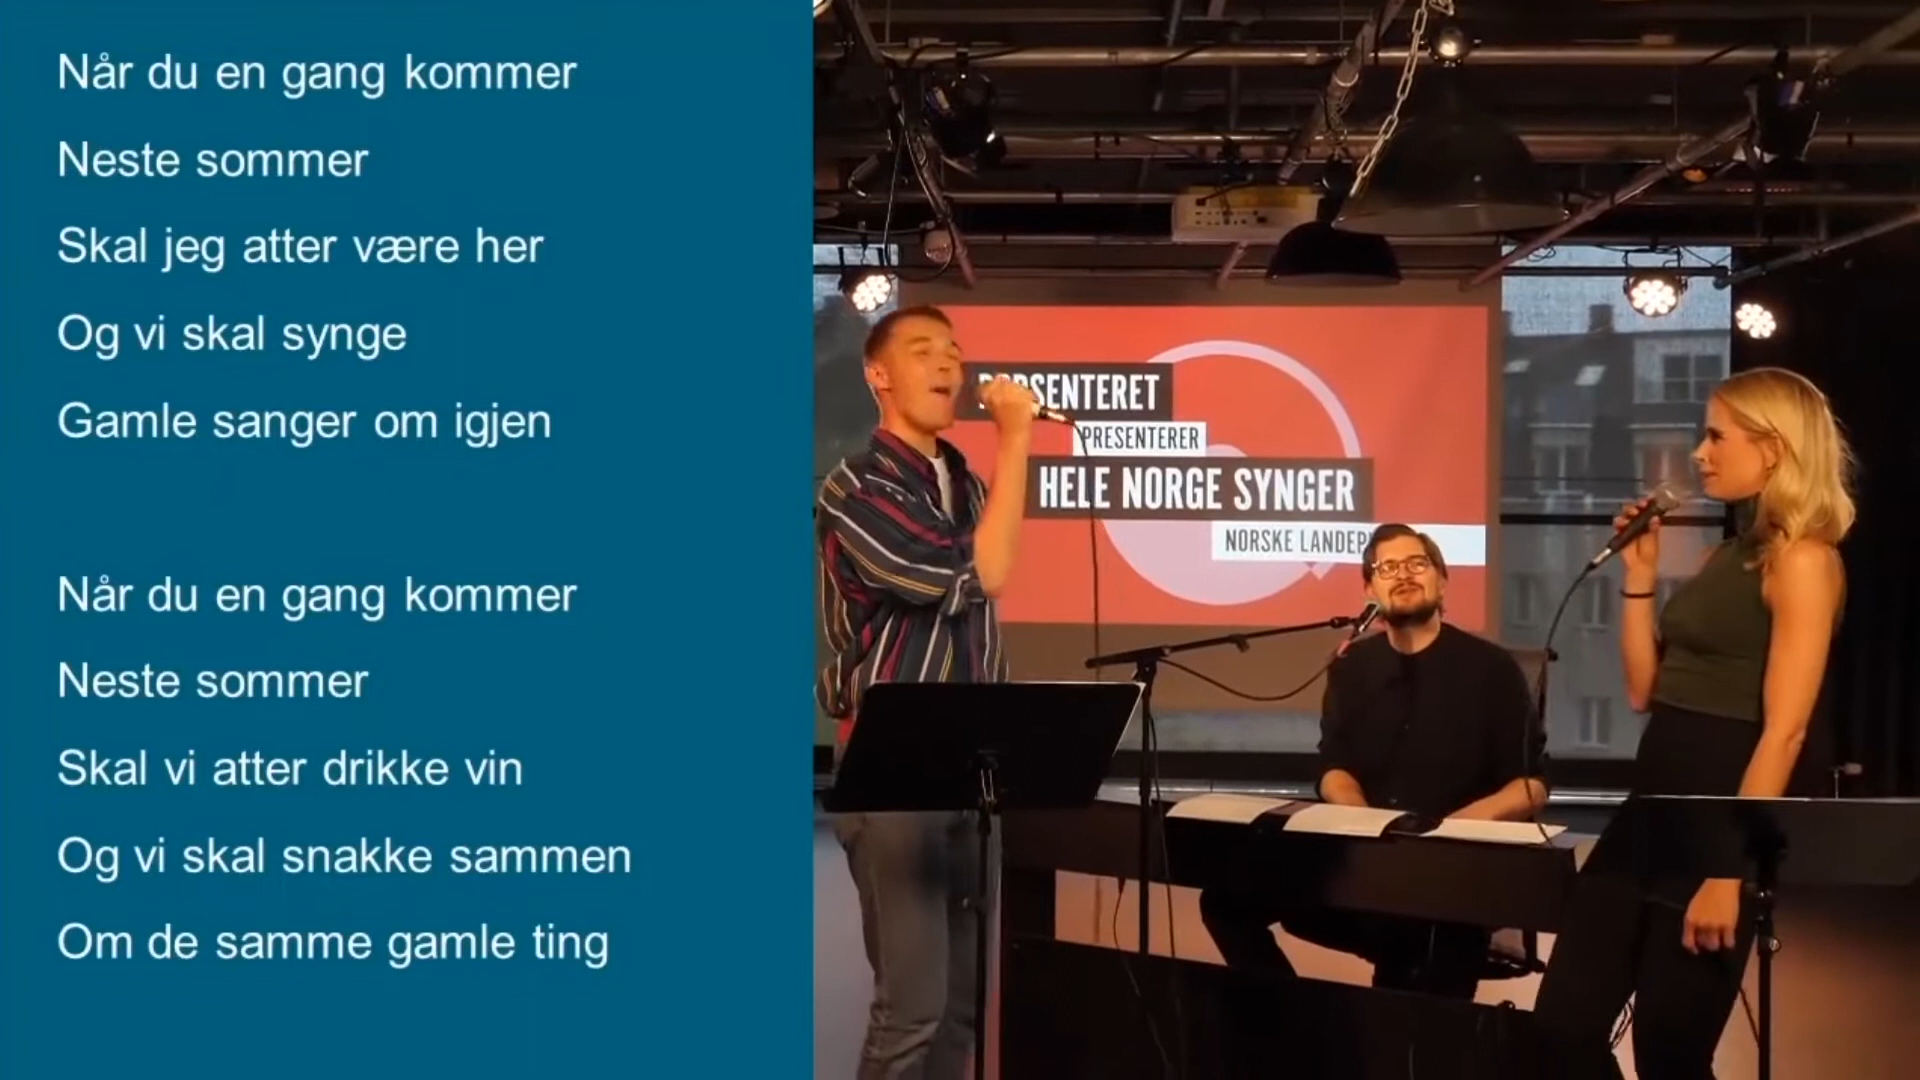 Når du en gang kommer
Neste sommer
Skal jeg atter være her
Og vi skal synge
Gamle sanger om igjen
Når du en gang kommer
Neste sommer
Skal vi atter drikke vin
Og vi skal snakke sammen
Om de samme gamle ting
PRESENTERER
HELE NORGE SYNGER
NORSKE